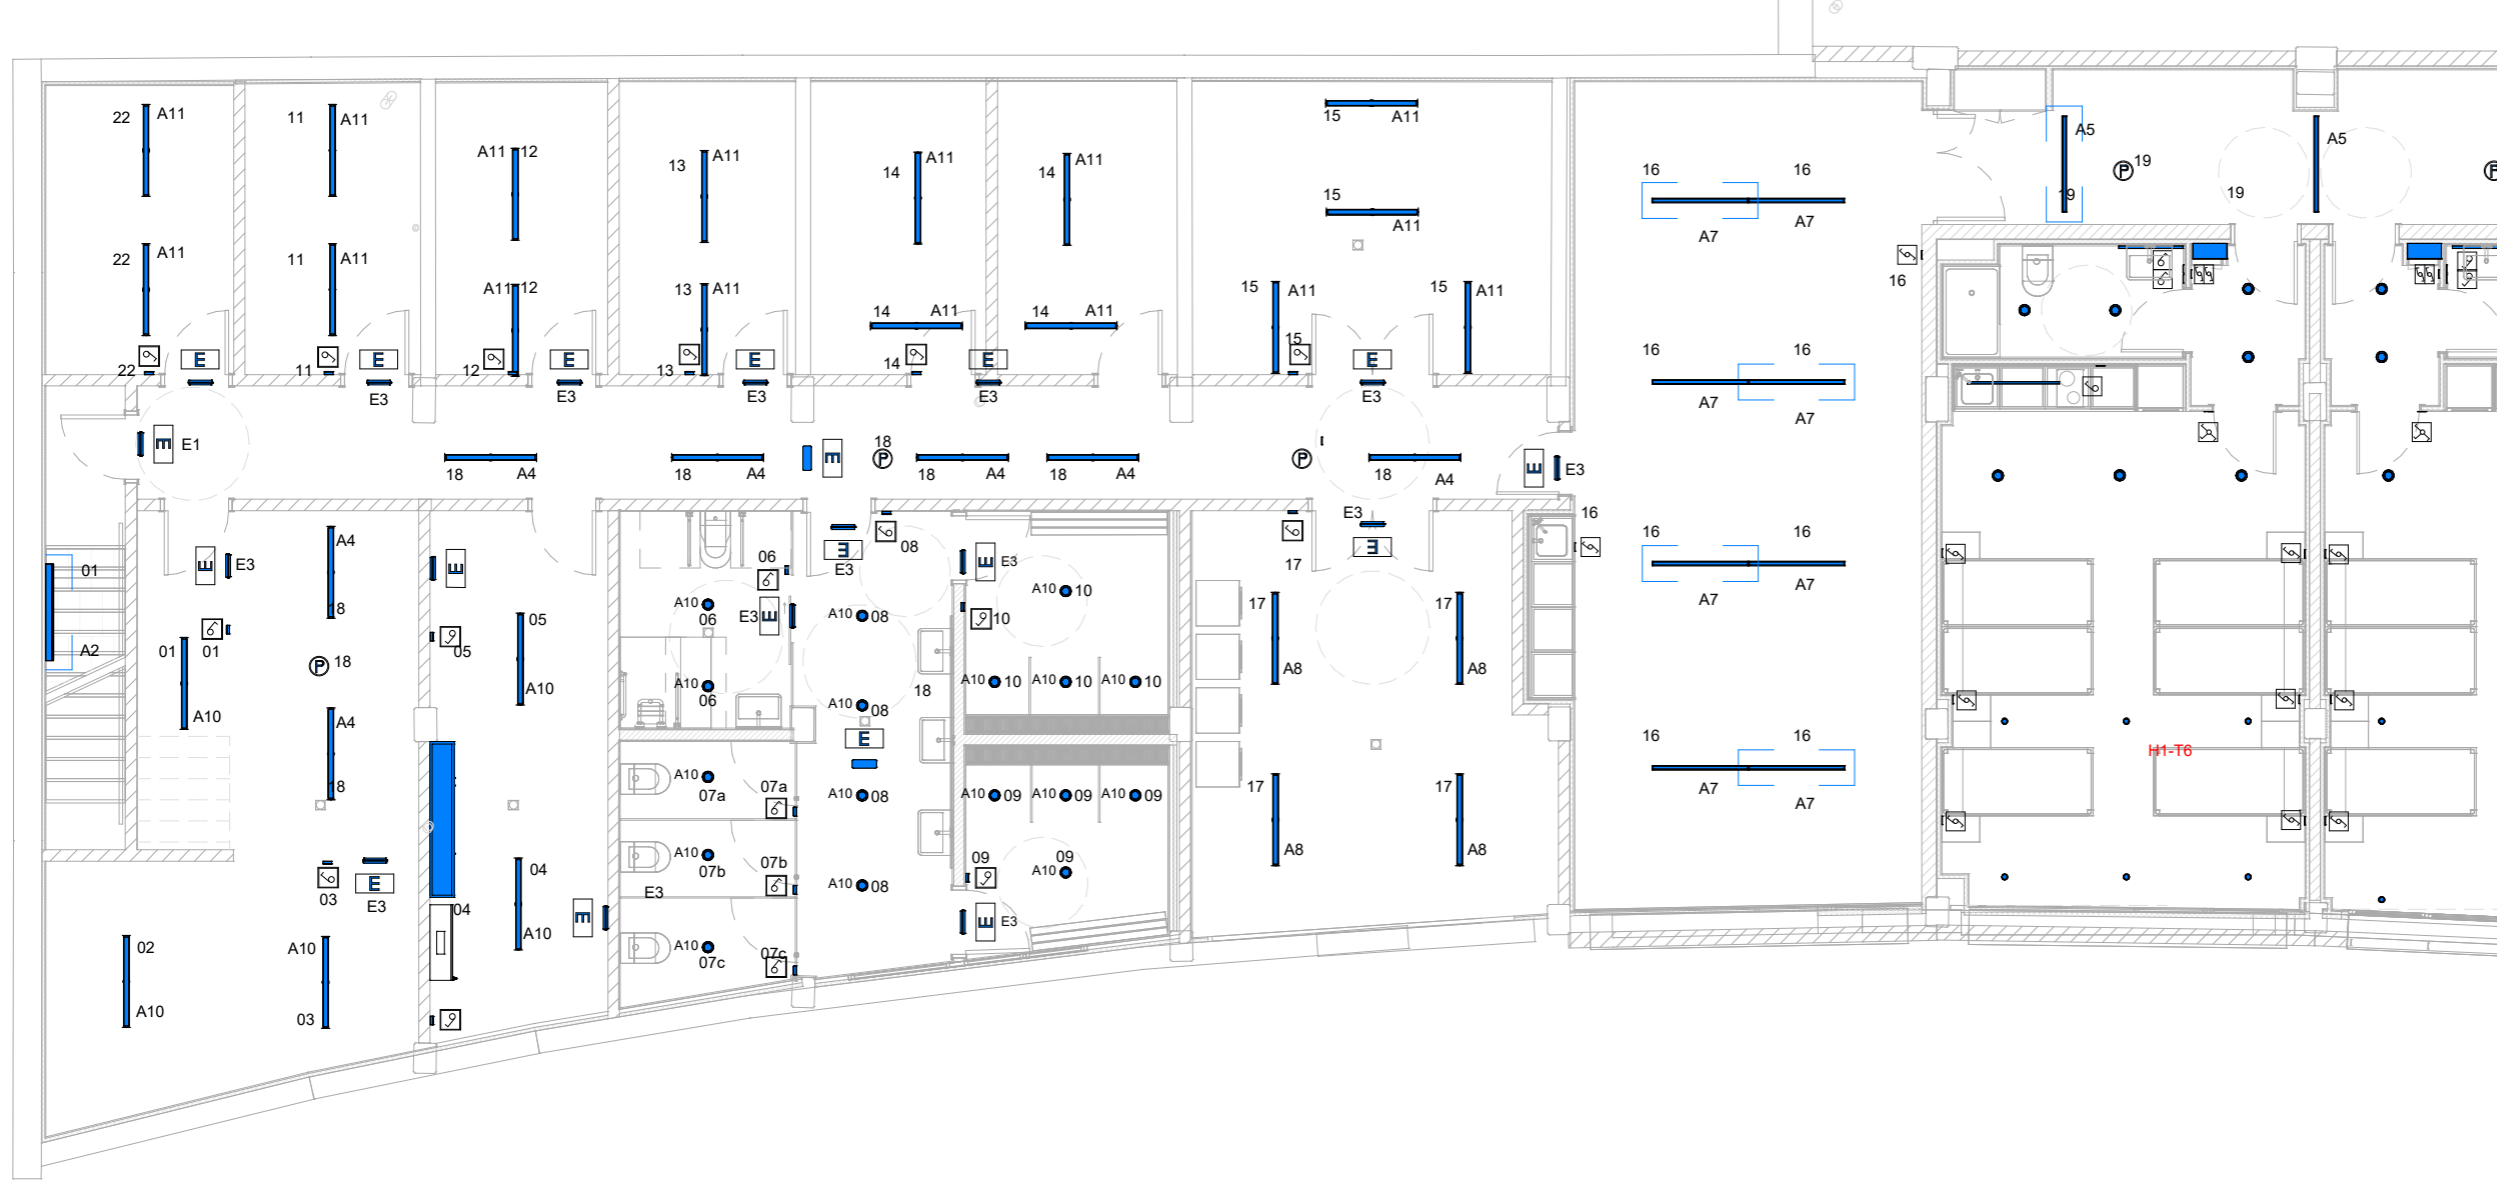 22 A11 11 A11 A11 12 13 A11 14 A11 14 A11 15 A11 16 16 A5 19 A5
15 A11 A7 A7 19 19
22 A11 11 A11 A11 12 13 A11 15 A11 15 A11 16
14 A11 14 A11 15
22 E 11 E 12 E 13 E 14 E E 16 16
E3 E3 E3 E3 E3 A7 A7
E E1 18 P P E E3
18 A4 18 A4 E 18 A4 18 A4 18 A4
01 A4 E E3 E E 08 E E3 E3 E 16 16 16
18 06 E3 17 A7 A7
01 01 05 A10 06 E3 E A10 08 10 A10 10 17 17
A2 P 18 05 A10 A10 06 18 A10 10 A10 10 A10 10 A8 A8
A10 A4 A10 08
18 E 16 16 H1-T6
A10 07a 07a A10 08 A10 09 A10 09 A10 09 17 17 A7 A7
03 E E3 04 04 A10 07b 07b 09 A10 09 A8 A8
02 A10 A10 E E3 A10 08 E E3
A10 03 A10 07c 07c